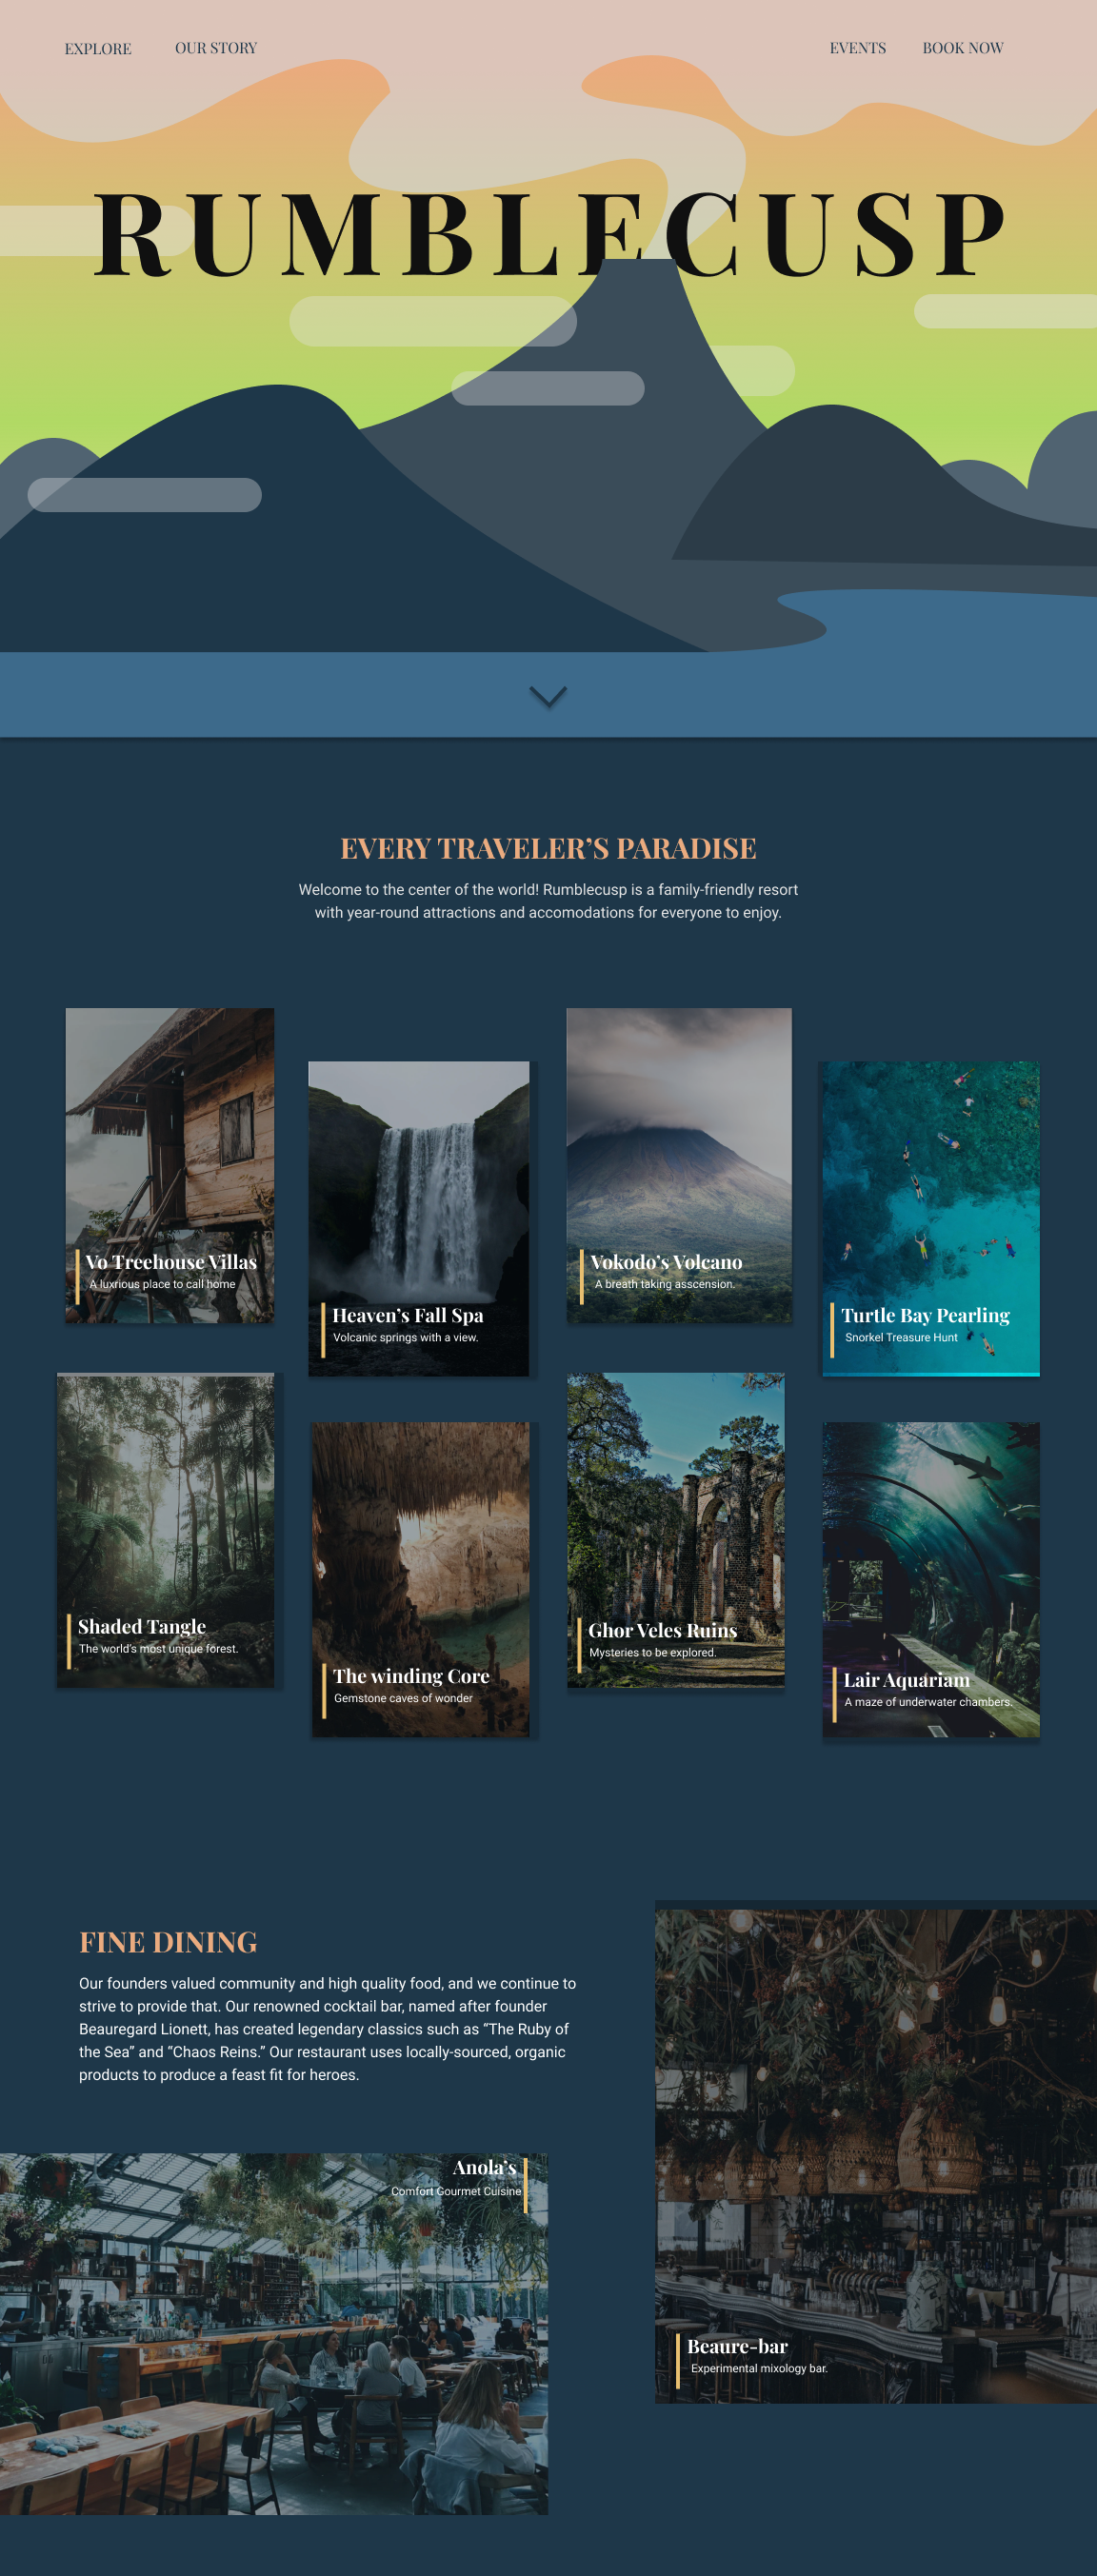 EXPLORE
OUR STORY
EVENTS
BOOK NOW
RUMBLECUSP
EVERY TRAVELER'S PARADISE
Welcome to the center of the world! Rumblecusp is a family-friendly resort
with year-round attractions and accomodations for everyone to enjoy.
Vo Treehouse Villas
A luxrious place to call home
Heaven's Fall Spa
Volcanic springs with a view.
Vokodo's Volcano
A breath taking asscension.
Turtle Bay Pearling
Snorkel Treasure Hunt
Shaded Tangle
The world's most unique forest.
The winding Core
Gemstone caves of wonder
Ghor Veles Ruins
Mysteries to be explored.
Lair Aquariam
A maze of underwater chambers.
FINE DINING
Our founders valued community and high quality food, and we continue to
strive to provide that. Our renowned cocktail bar, named after founder
Beauregard Lionett, has created legendary classics such as “The Ruby of
the Sea” and “Chaos Reins.” Our restaurant uses locally-sourced, organic
products to produce a feast fit for heroes.
Anola's
Comfort Gourmet Cuisine
Beaure-bar
Experimental mixology bar.